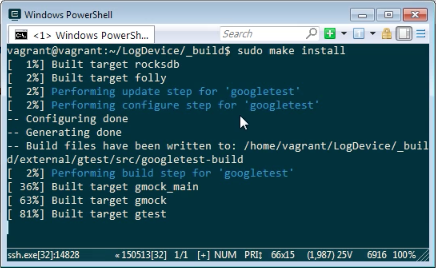 Windows PowerShell
<1> Windows PowerShell
Search
vagrant@vagrant:~/LogDevice/_build$ sudo make install
[  1%] Built target rocksdb
[  2%] Built target folly
[  2%] Performing update step for 'googletest'
[  2%] Performing configure step for 'googletest'
-- Configuring done
-- Generating done
-- Build files have been written to: /home/vagrant/LogDevice/_buil
d/external/gtest/src/googletest-build
[  2%] Performing build step for 'googletest'
[ 36%] Built target gmock_main
[ 63%] Built target gmock
[ 81%] Built target gtest
ssh.exe[32]:14828 «150513[32] 1/1 [+] NUM PRI↕ 66x15 (1,987) 25V 6916 100%